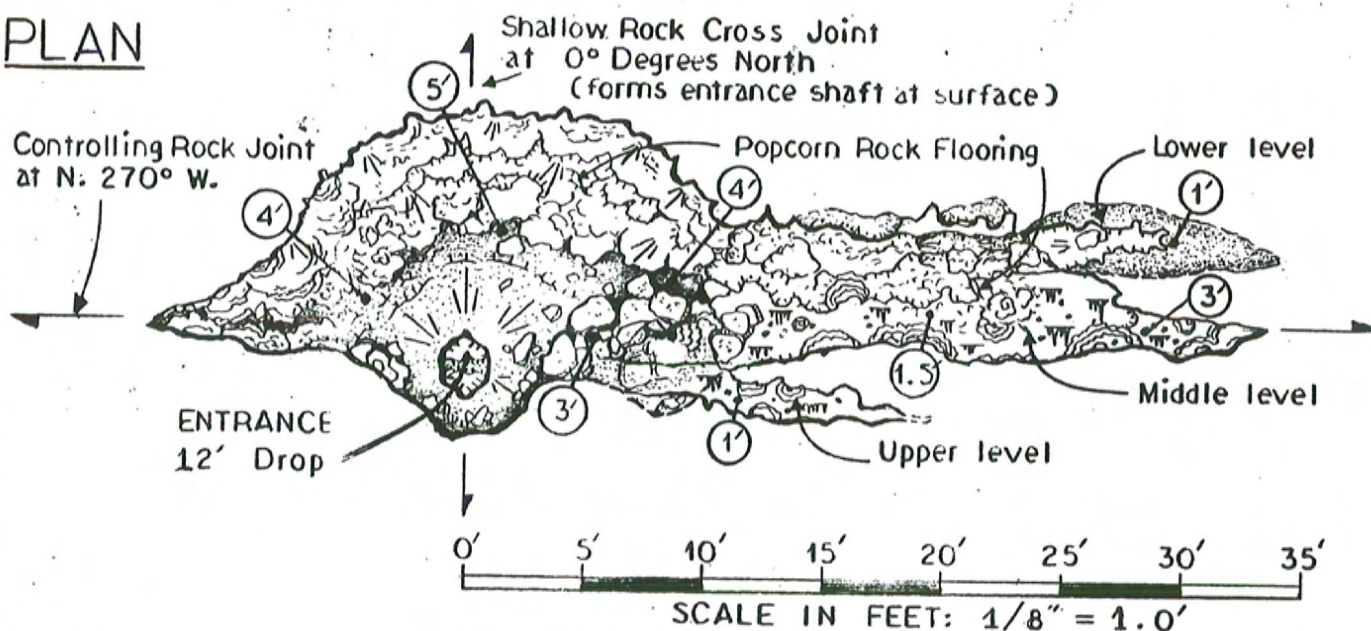 PLAN
Shallow Rock Cross Joint
at 0° Degrees North
(forms entrance shaft at surface)
5'
Controlling Rock Joint
at N: 270° W.
Popcorn Rock Flooring
Lower level
4'
4'
1'
3'
1.5'
3'
1'
Middle level
ENTRANCE
12' Drop
Upper level
0' 5' 10' 15' 20' 25' 30' 35'
SCALE IN FEET: 1/8" = 1.0'